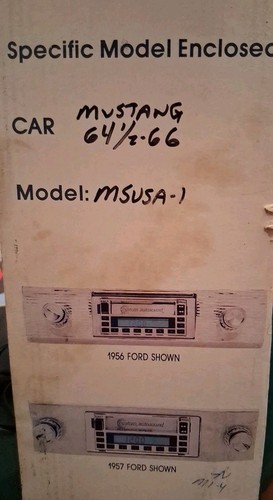 Specific Model Enclosed
MUSTANG
CAR 64½-66
Model: MSUSA-1
1956 FORD SHOWN
1957 FORD SHOWN